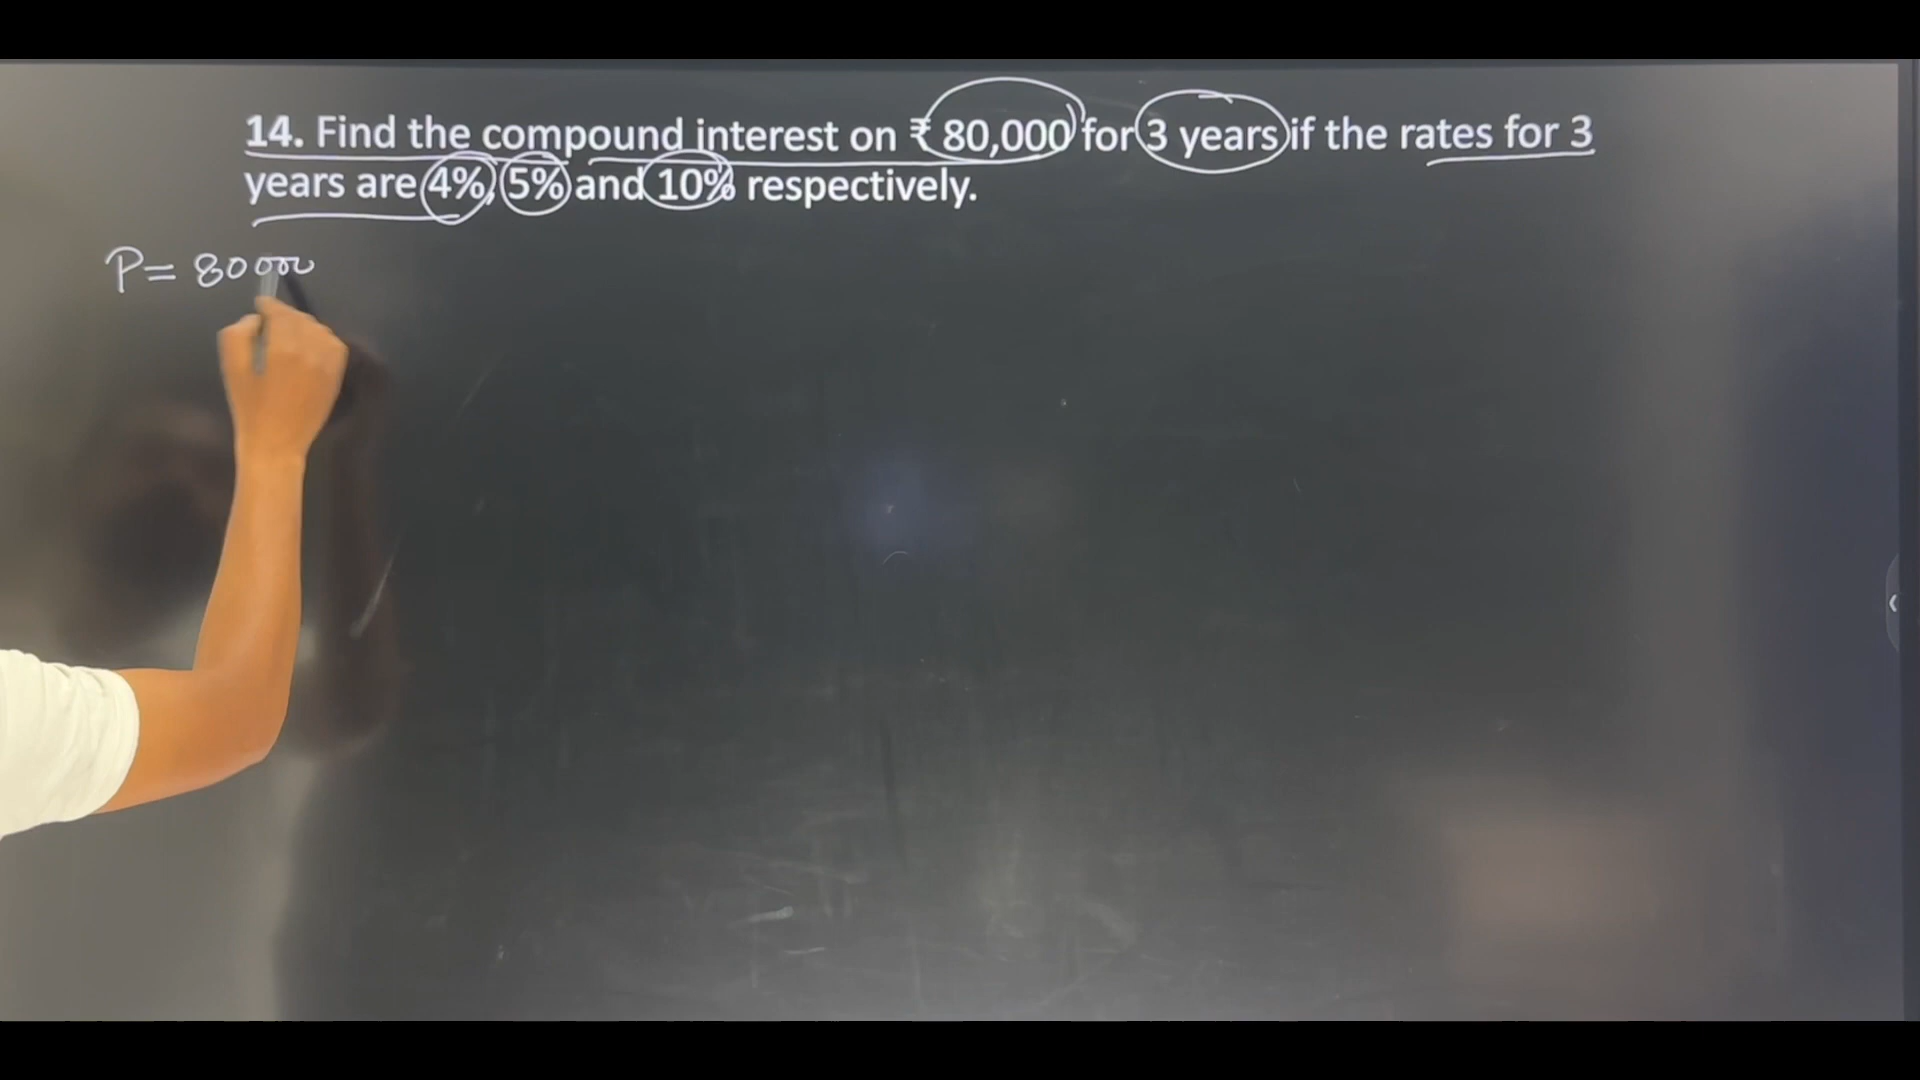 14. Find the compound interest on ₹ 80,000 for 3 years if the rates for 3
years are 4%, 5% and 10% respectively.
P= 80000